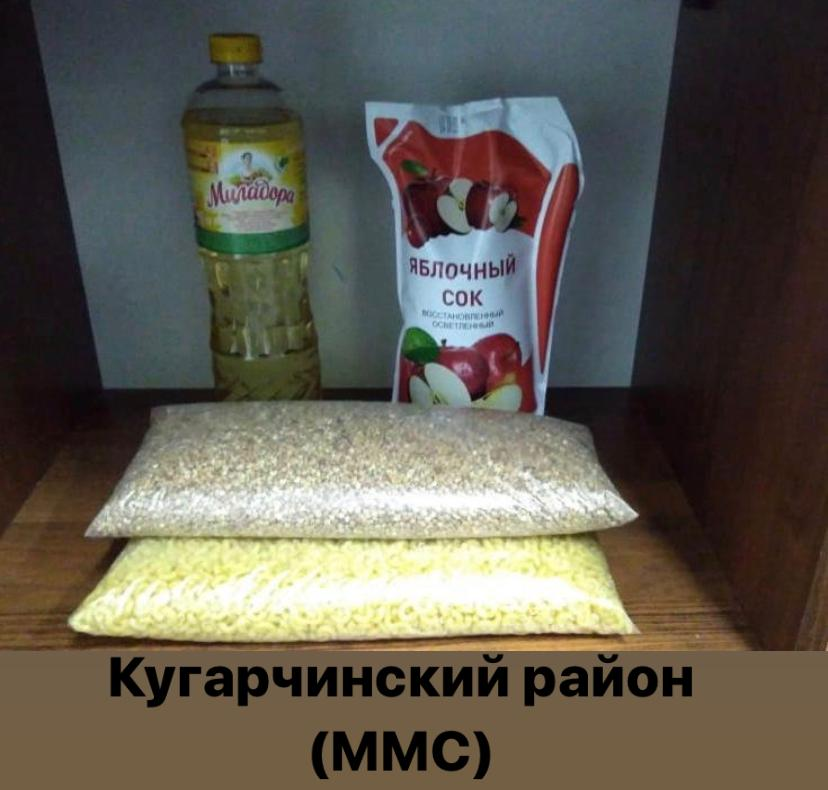 Миладора
ЯБЛОЧНЫЙ
СОК
ВОССТАНОВЛЕННЫЙ
ОСВЕТЛЕННЫЙ
Кугарчинский район
(ММС)